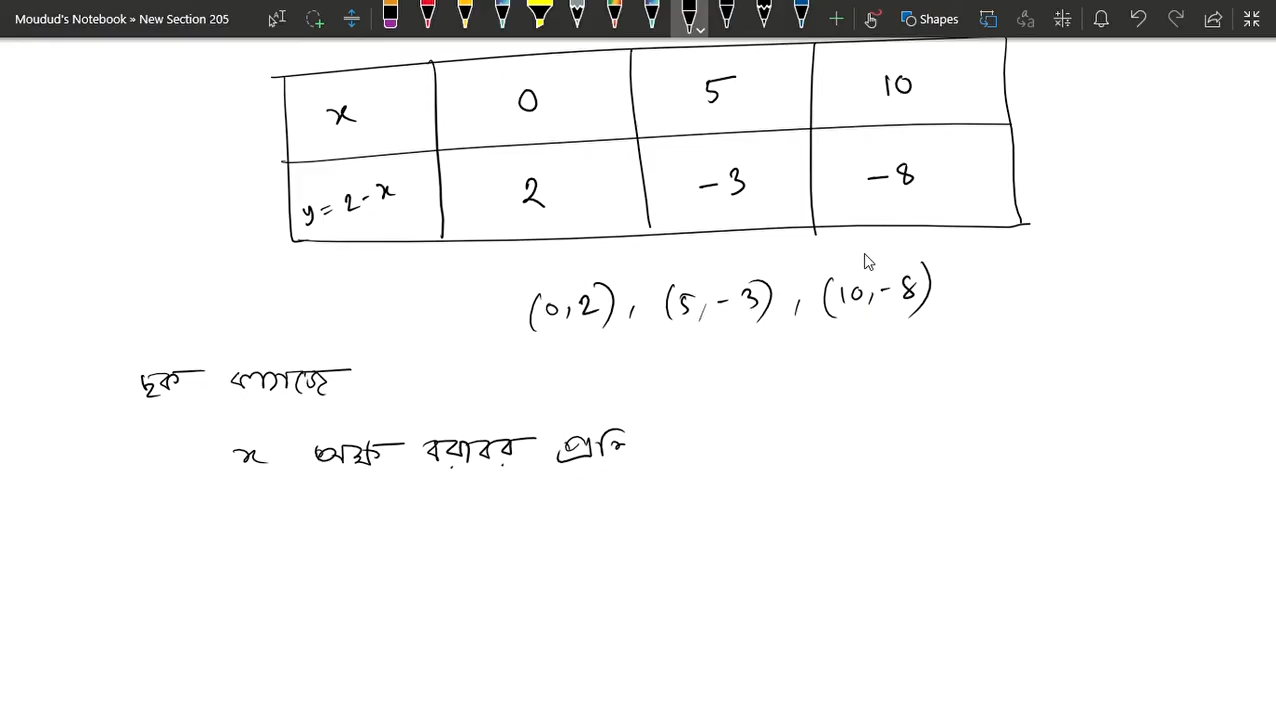 Moudud's Notebook » New Section 205
Shapes
x 0 5 10
y = 2 - x 2 -3 -8
(0,2), (5,-3), (10,-8)
ছক কাগজে
x অক্ষ বরাবর প্রতি